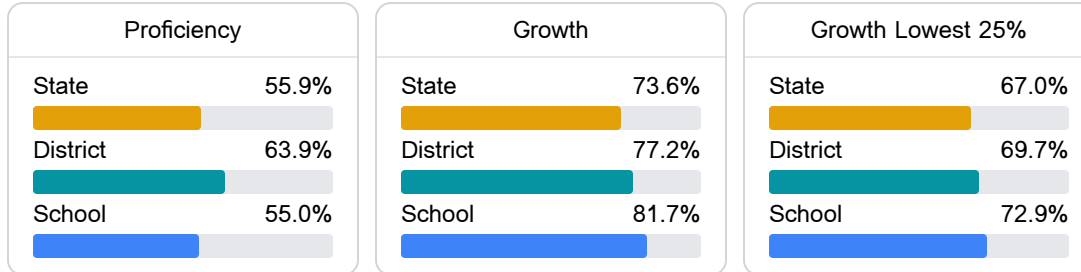 Proficiency
State 55.9%
District 63.9%
School 55.0%
Growth
State 73.6%
District 77.2%
School 81.7%
Growth Lowest 25%
State 67.0%
District 69.7%
School 72.9%